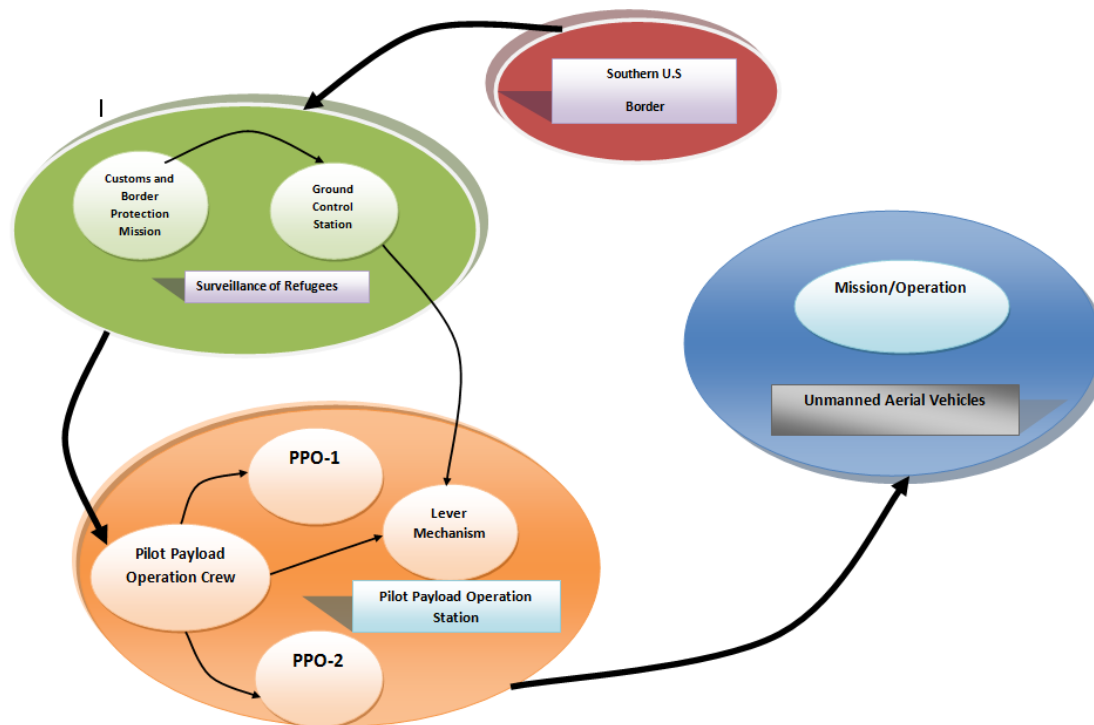 Southern U.S
Border
Customs and
Border
Protection
Mission
Ground
Control
Station
Surveillance of Refugees
Mission/Operation
Unmanned Aerial Vehicles
PPO-1
Lever
Mechanism
Pilot Payload
Operation Crew
Pilot Payload Operation
Station
PPO-2